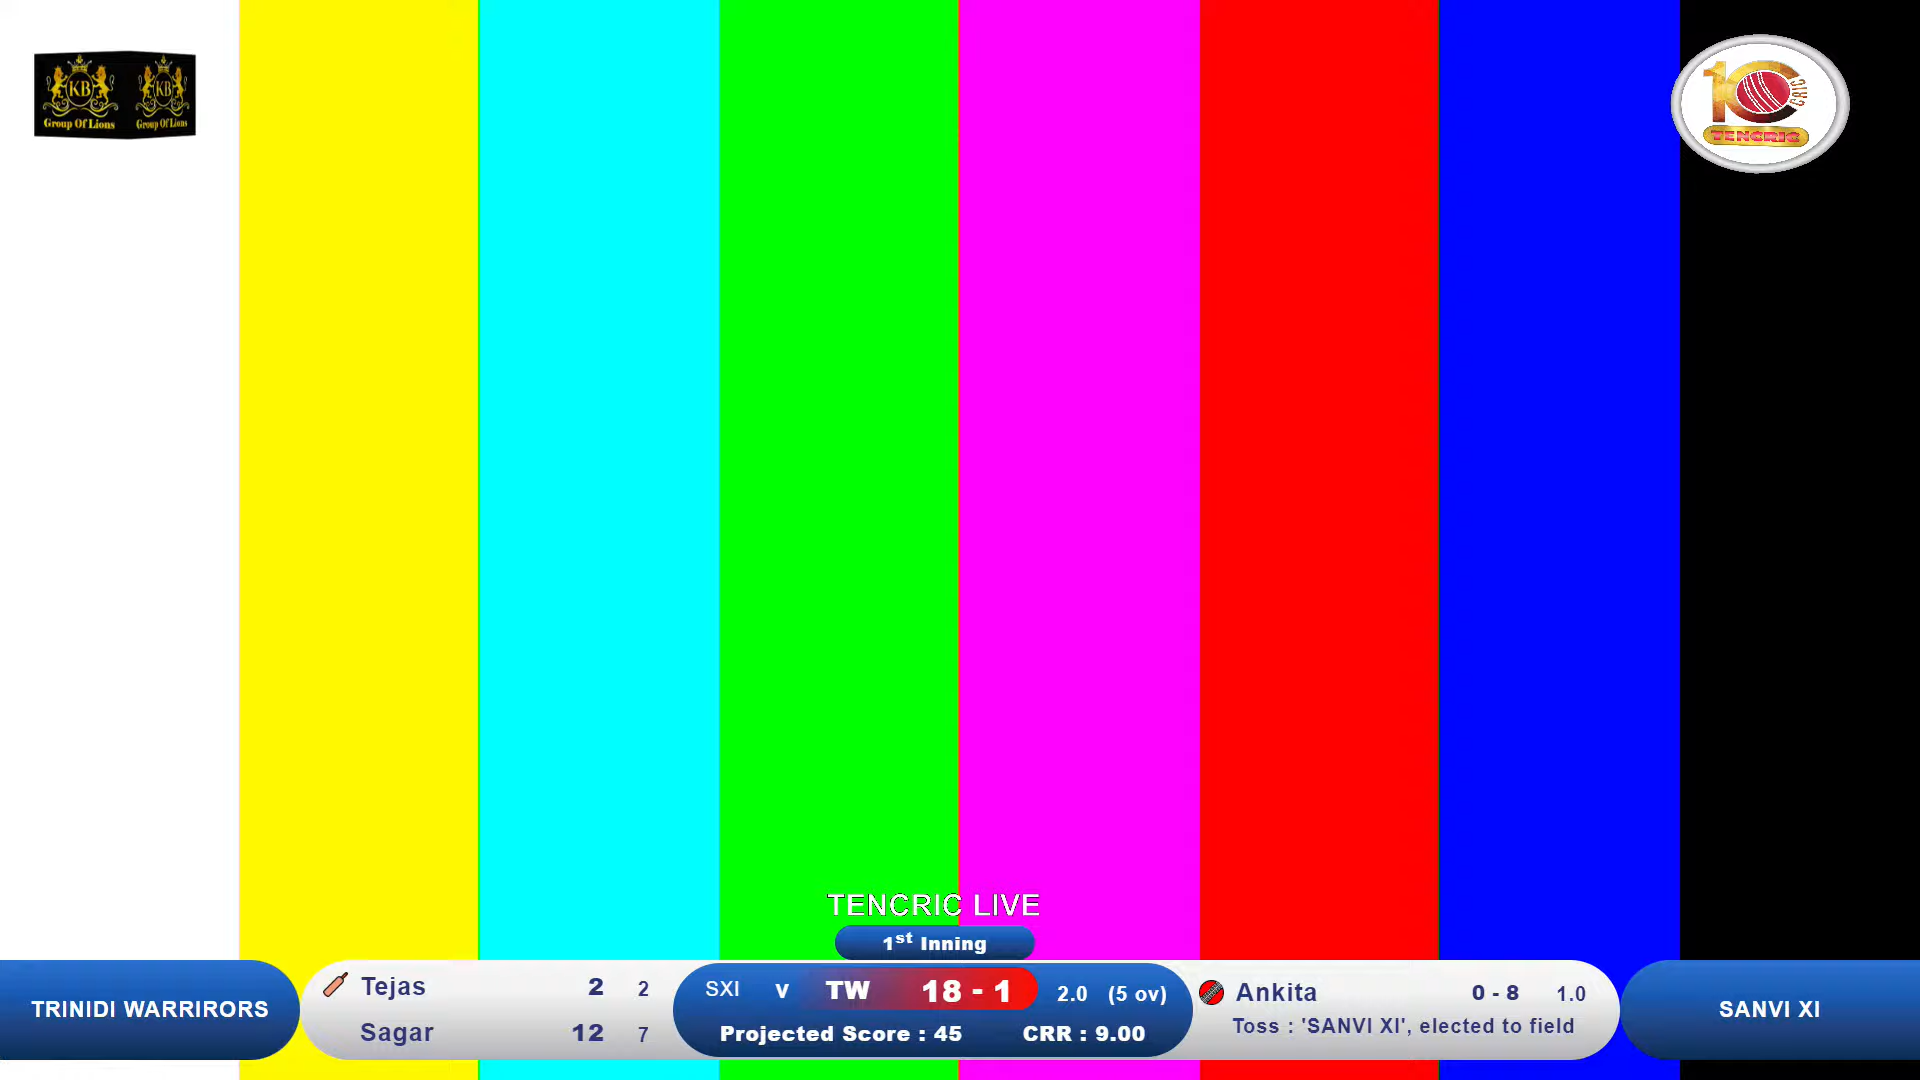 KB KB
Group Of Lions Group Of Lions
10 CRIC
TENCRIC
TENCRIC LIVE
1st Inning
TRINIDI WARRIRORS
Tejas 2 2
Sagar 12 7
SXI v TW 18 - 1 2.0 (5 ov)
Projected Score : 45 CRR : 9.00
Ankita 0 - 8 1.0
Toss : 'SANVI XI', elected to field
SANVI XI